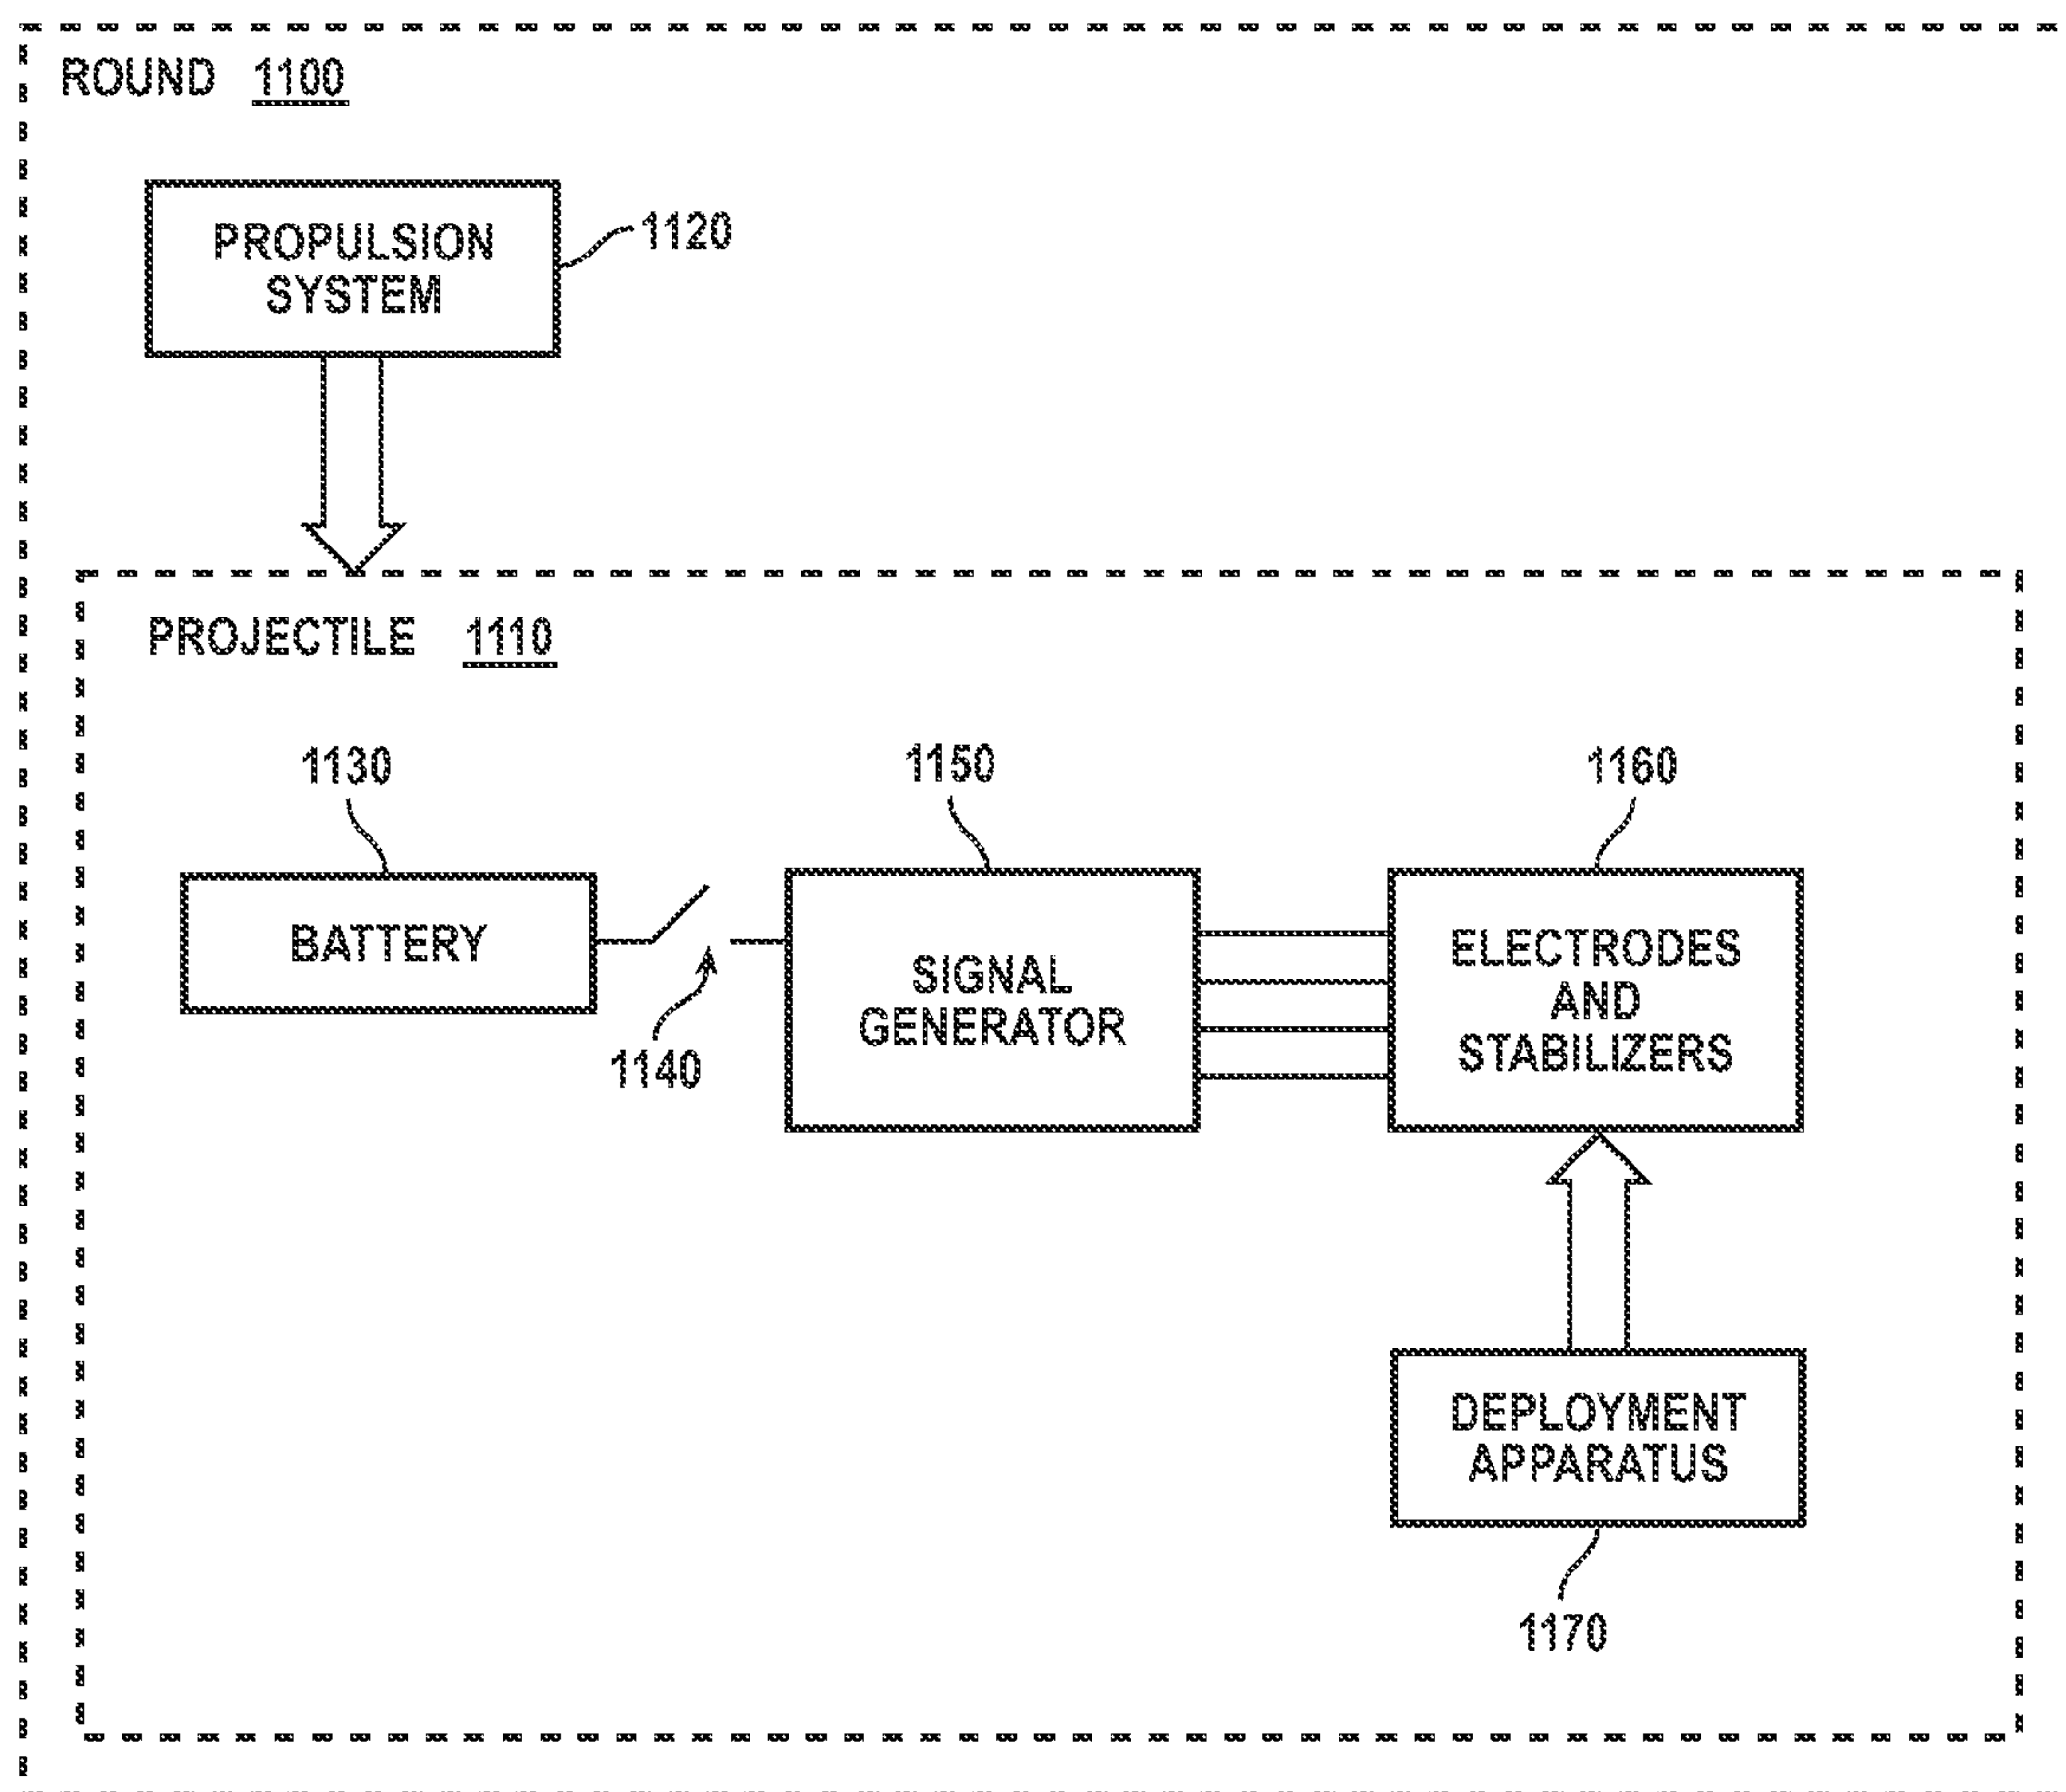 ROUND 1100
PROPULSION
SYSTEM
1120
PROJECTILE 1110
1130
1150
1160
BATTERY
1140
SIGNAL
GENERATOR
ELECTRODES
AND
STABILIZERS
DEPLOYMENT
APPARATUS
1170